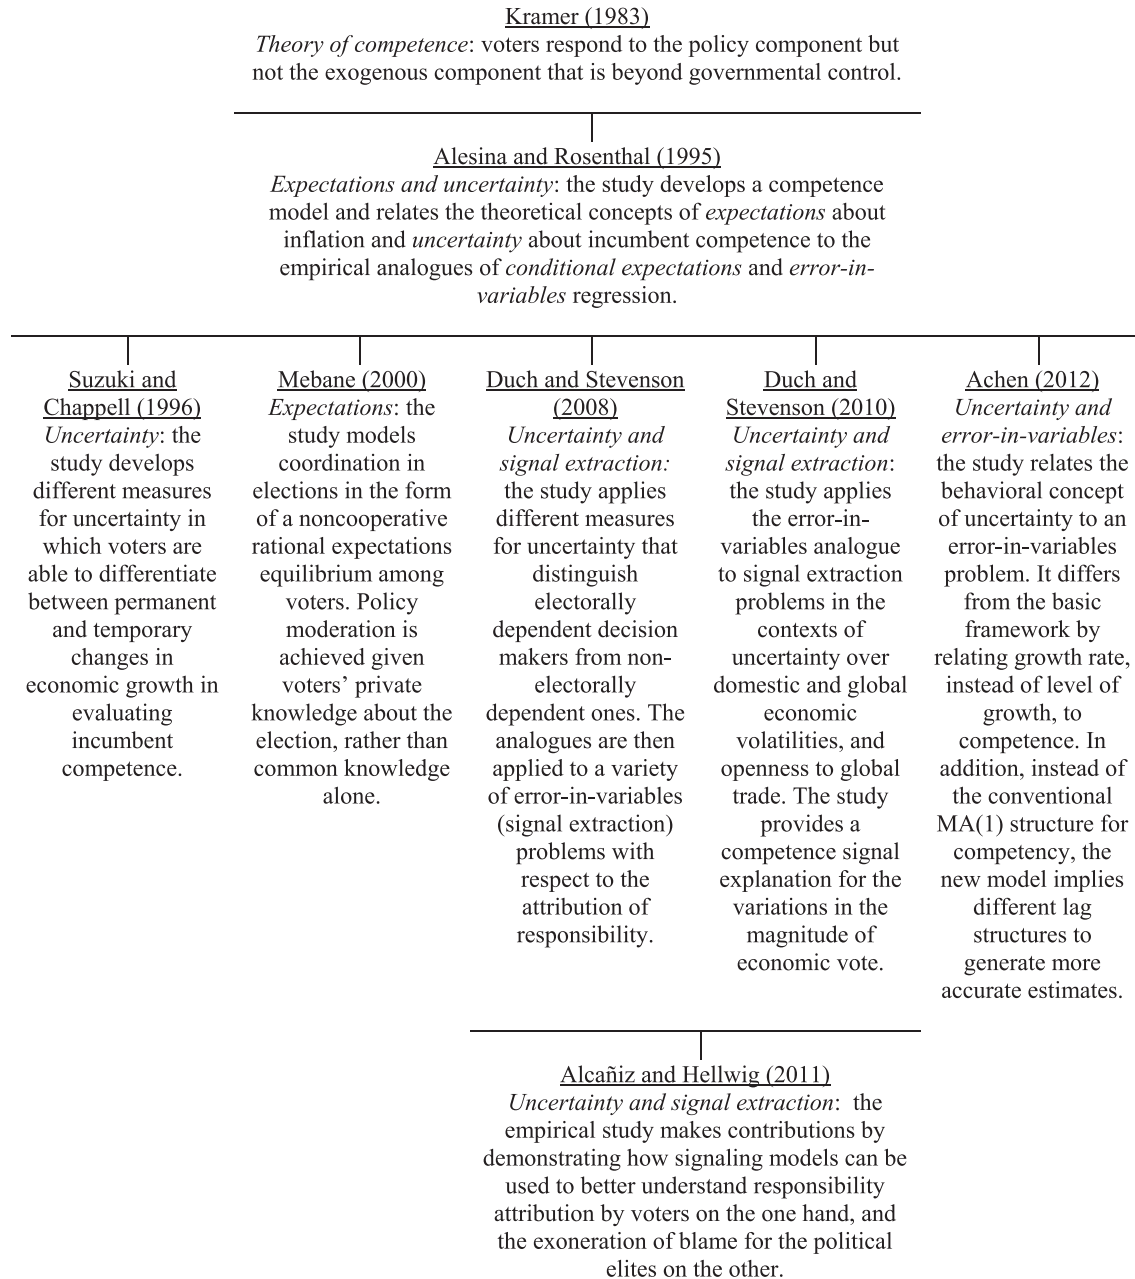 Kramer (1983)
Theory of competence: voters respond to the policy component but
not the exogenous component that is beyond governmental control.
Alesina and Rosenthal (1995)
Expectations and uncertainty: the study develops a competence
model and relates the theoretical concepts of expectations about
inflation and uncertainty about incumbent competence to the
empirical analogues of conditional expectations and error-in-
variables regression.
Suzuki and
Chappell (1996)
Uncertainty: the
study develops
different measures
for uncertainty in
which voters are
able to differentiate
between permanent
and temporary
changes in
economic growth in
evaluating
incumbent
competence.
Mebane (2000)
Expectations: the
study models
coordination in
elections in the form
of a noncooperative
rational expectations
equilibrium among
voters. Policy
moderation is
achieved given
voters’ private
knowledge about the
election, rather than
common knowledge
alone.
Duch and Stevenson
(2008)
Uncertainty and
signal extraction:
the study applies
different measures
for uncertainty that
distinguish
electorally
dependent decision
makers from non-
electorally
dependent ones. The
analogues are then
applied to a variety
of error-in-variables
(signal extraction)
problems with
respect to the
attribution of
responsibility.
Duch and
Stevenson (2010)
Uncertainty and
signal extraction:
the study applies
the error-in-
variables analogue
to signal extraction
problems in the
contexts of
uncertainty over
domestic and global
economic
volatilities, and
openness to global
trade. The study
provides a
competence signal
explanation for the
variations in the
magnitude of
economic vote.
Achen (2012)
Uncertainty and
error-in-variables:
the study relates the
behavioral concept
of uncertainty to an
error-in-variables
problem. It differs
from the basic
framework by
relating growth rate,
instead of level of
growth, to
competence. In
addition, instead of
the conventional
MA(1) structure for
competency, the
new model implies
different lag
structures to
generate more
accurate estimates.
Alcañiz and Hellwig (2011)
Uncertainty and signal extraction: the
empirical study makes contributions by
demonstrating how signaling models can be
used to better understand responsibility
attribution by voters on the one hand, and
the exoneration of blame for the political
elites on the other.